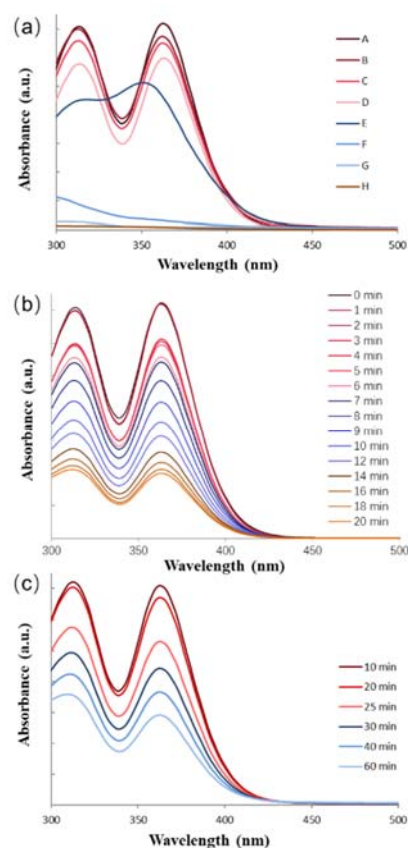 (a)
A
B
C
D
E
F
G
H
Absorbance (a.u.)
300 350 400 450 500
Wavelength (nm)
(b)
0 min
1 min
2 min
3 min
4 min
5 min
6 min
7 min
8 min
9 min
10 min
12 min
14 min
16 min
18 min
20 min
Absorbance (a.u.)
300 350 400 450 500
Wavelength (nm)
(c)
10 min
20 min
25 min
30 min
40 min
60 min
Absorbance (a.u.)
300 350 400 450 500
Wavelength (nm)